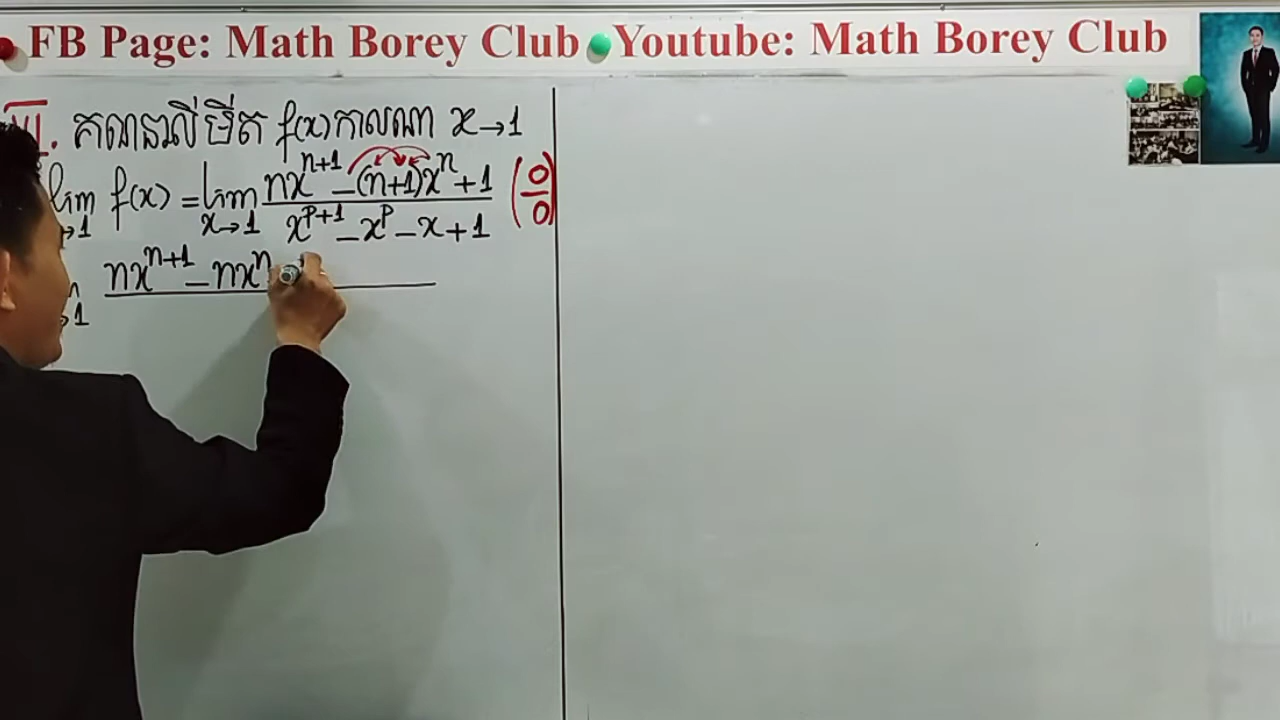 FB Page: Math Borey Club Youtube: Math Borey Club
. គណនាលីមីត f(x) កាលណា x→1
lim f(x) = lim x→1 (nx^{n+1} - (n+1)x^n + 1) / (x^{p+1} - x^p - x + 1) (0/0)
→1 nx^{n+1} - nx^n